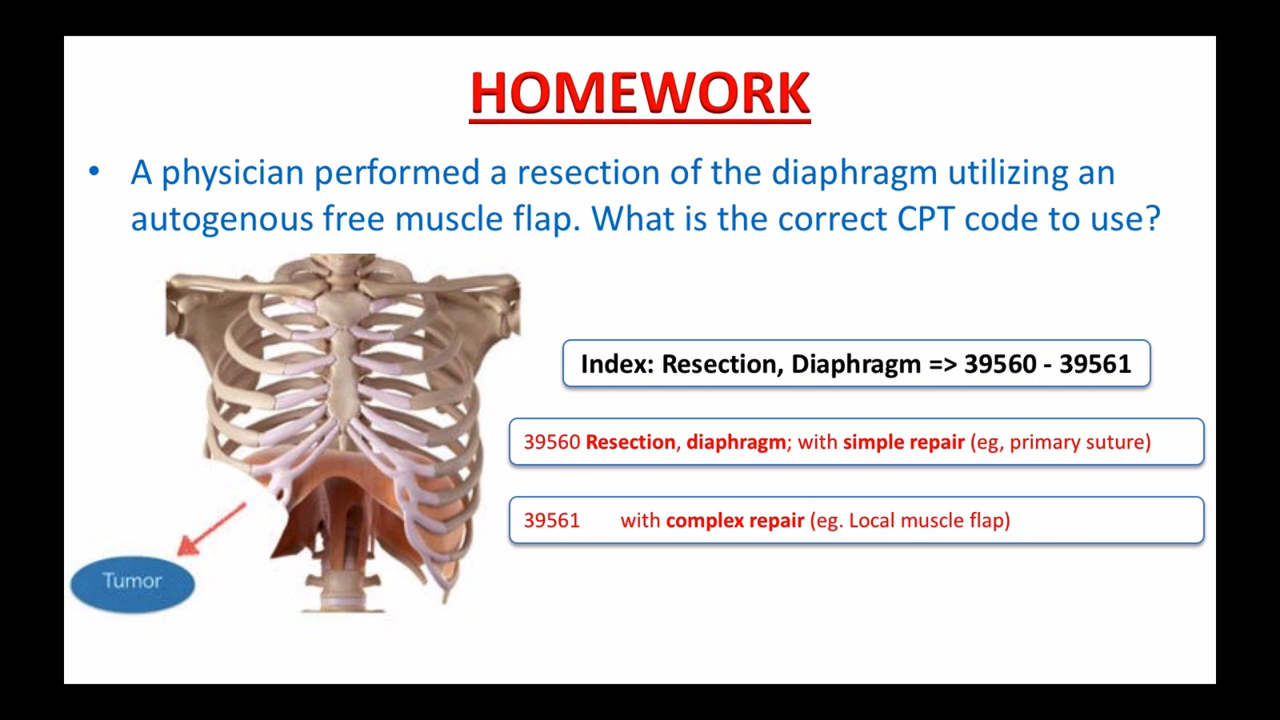 HOMEWORK
• A physician performed a resection of the diaphragm utilizing an
autogenous free muscle flap. What is the correct CPT code to use?
Index: Resection, Diaphragm => 39560 - 39561
39560 Resection, diaphragm; with simple repair (eg, primary suture)
39561 with complex repair (eg. Local muscle flap)
Tumor